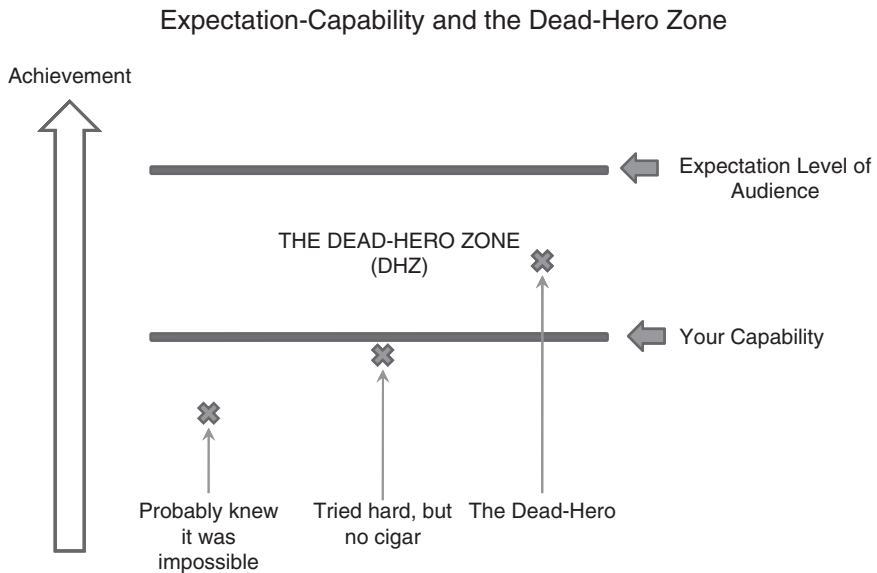 Expectation-Capability and the Dead-Hero Zone
Achievement
Expectation Level of
Audience
THE DEAD-HERO ZONE
(DHZ)
Your Capability
Probably knew
it was
impossible
Tried hard, but
no cigar
The Dead-Hero